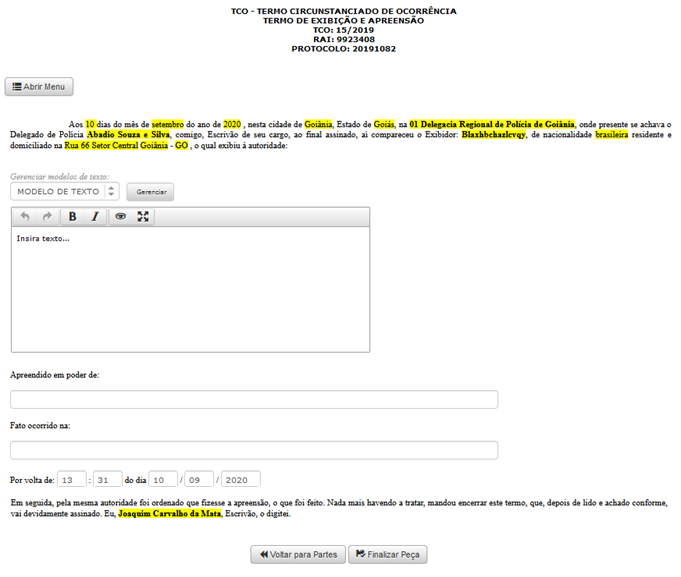 TCO - TERMO CIRCUNSTANCIADO DE OCORRÊNCIA
TERMO DE EXIBIÇÃO E APREENSÃO
TCO: 15/2019
RAI: 9923408
PROTOCOLO: 20191082
Abrir Menu
Aos 10 dias do mês de setembro do ano de 2020 , nesta cidade de Goiânia, Estado de Goiás, na 01 Delegacia Regional de Polícia de Goiânia, onde presente se achava o
Delegado de Polícia Abadio Souza e Silva, comigo, Escrivão de seu cargo, ao final assinado, aí compareceu o Exibidor: Blaxhbchazlcvqy, de nacionalidade brasileira residente e
domiciliado na Rua 66 Setor Central Goiânia - GO , o qual exibiu à autoridade:
Gerenciar modelos de texto:
MODELO DE TEXTO Gerenciar
B I
Insira texto...
Apreendido em poder de:
Fato ocorrido na:
Por volta de: 13 : 31 do dia 10 / 09 / 2020
Em seguida, pela mesma autoridade foi ordenado que fizesse a apreensão, o que foi feito. Nada mais havendo a tratar, mandou encerrar este termo, que, depois de lido e achado conforme,
vai devidamente assinado. Eu, Joaquim Carvalho da Mata, Escrivão, o digitei.
Voltar para Partes Finalizar Peça